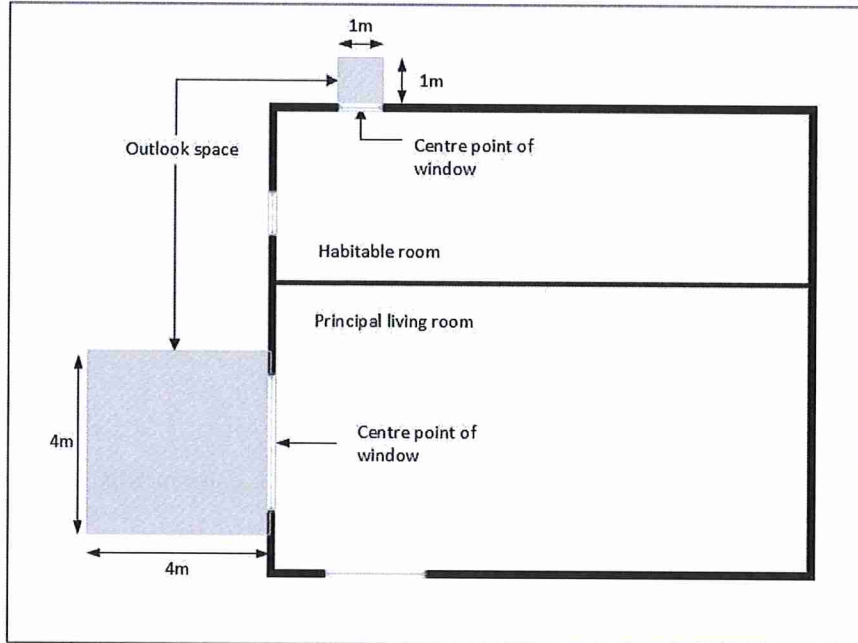 1m
1m
Outlook space
Centre point of
window
Habitable room
Principal living room
4m
Centre point of
window
4m